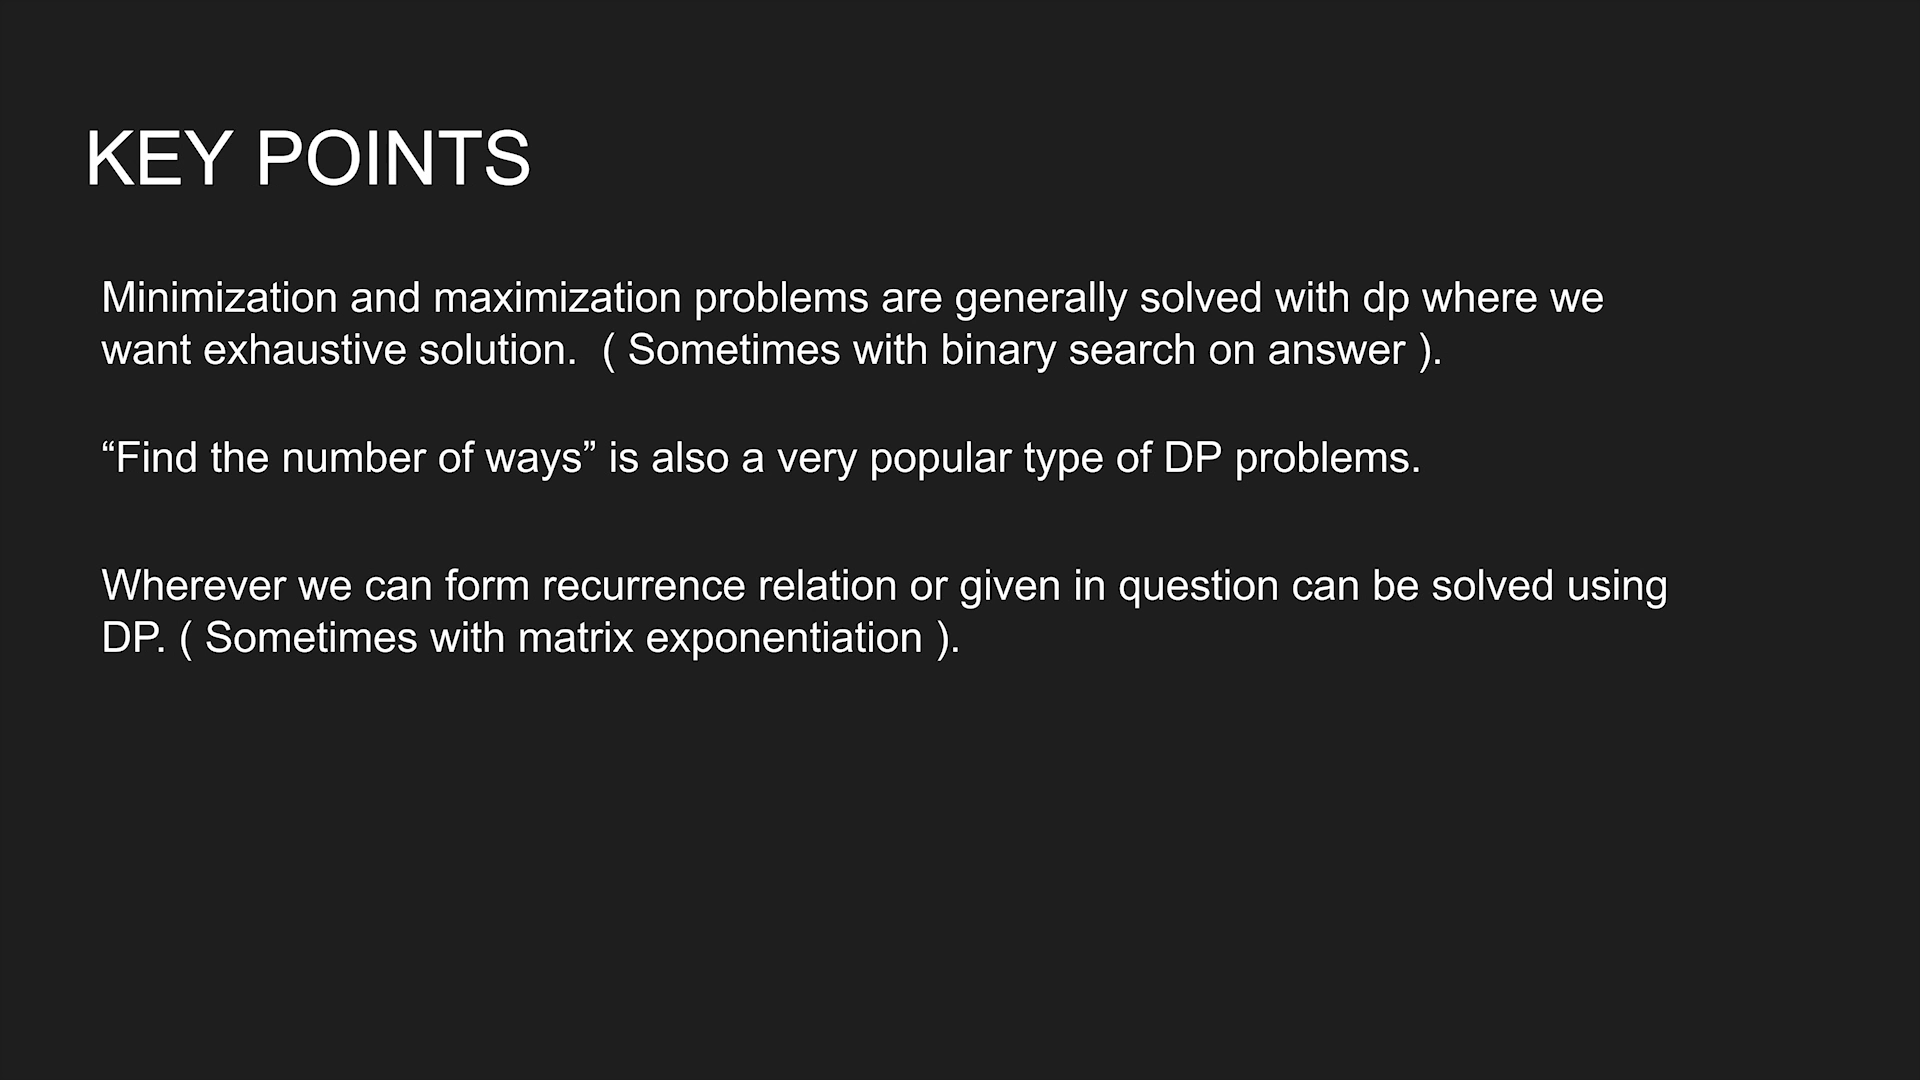 KEY POINTS
Minimization and maximization problems are generally solved with dp where we
want exhaustive solution.  ( Sometimes with binary search on answer ).
“Find the number of ways” is also a very popular type of DP problems.
Wherever we can form recurrence relation or given in question can be solved using
DP. ( Sometimes with matrix exponentiation ).